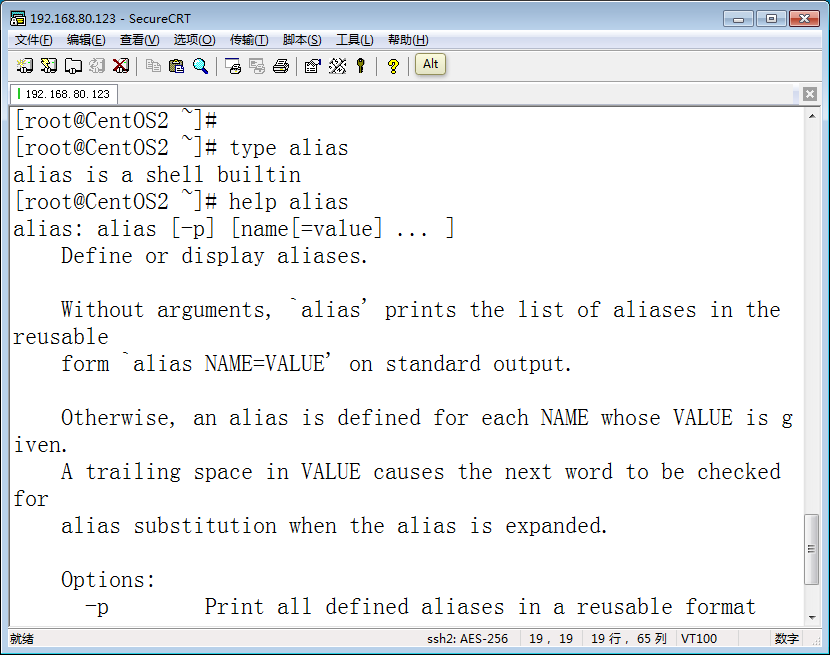 192.168.80.123 - SecureCRT
文件(F) 编辑(E) 查看(V) 选项(O) 传输(T) 脚本(S) 工具(L) 帮助(H)
Alt
192.168.80.123
[root@CentOS2 ~]#
[root@CentOS2 ~]# type alias
alias is a shell builtin
[root@CentOS2 ~]# help alias
alias: alias [-p] [name[=value] ... ]
    Define or display aliases.
    Without arguments, `alias' prints the list of aliases in the
reusable
    form `alias NAME=VALUE' on standard output.
    Otherwise, an alias is defined for each NAME whose VALUE is g
iven.
    A trailing space in VALUE causes the next word to be checked
for
    alias substitution when the alias is expanded.
    Options:
      -p        Print all defined aliases in a reusable format
就绪 ssh2: AES-256 19, 19 19 行, 65 列 VT100 数字